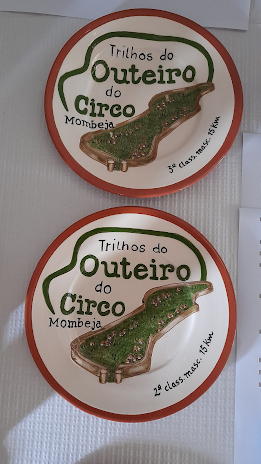 Trilhos do
Outeiro
do
Circo
Mombeja
3º class. masc. 15 Km
Trilhos do
Outeiro
do
Circo
Mombeja
2º class. masc. 15 Km